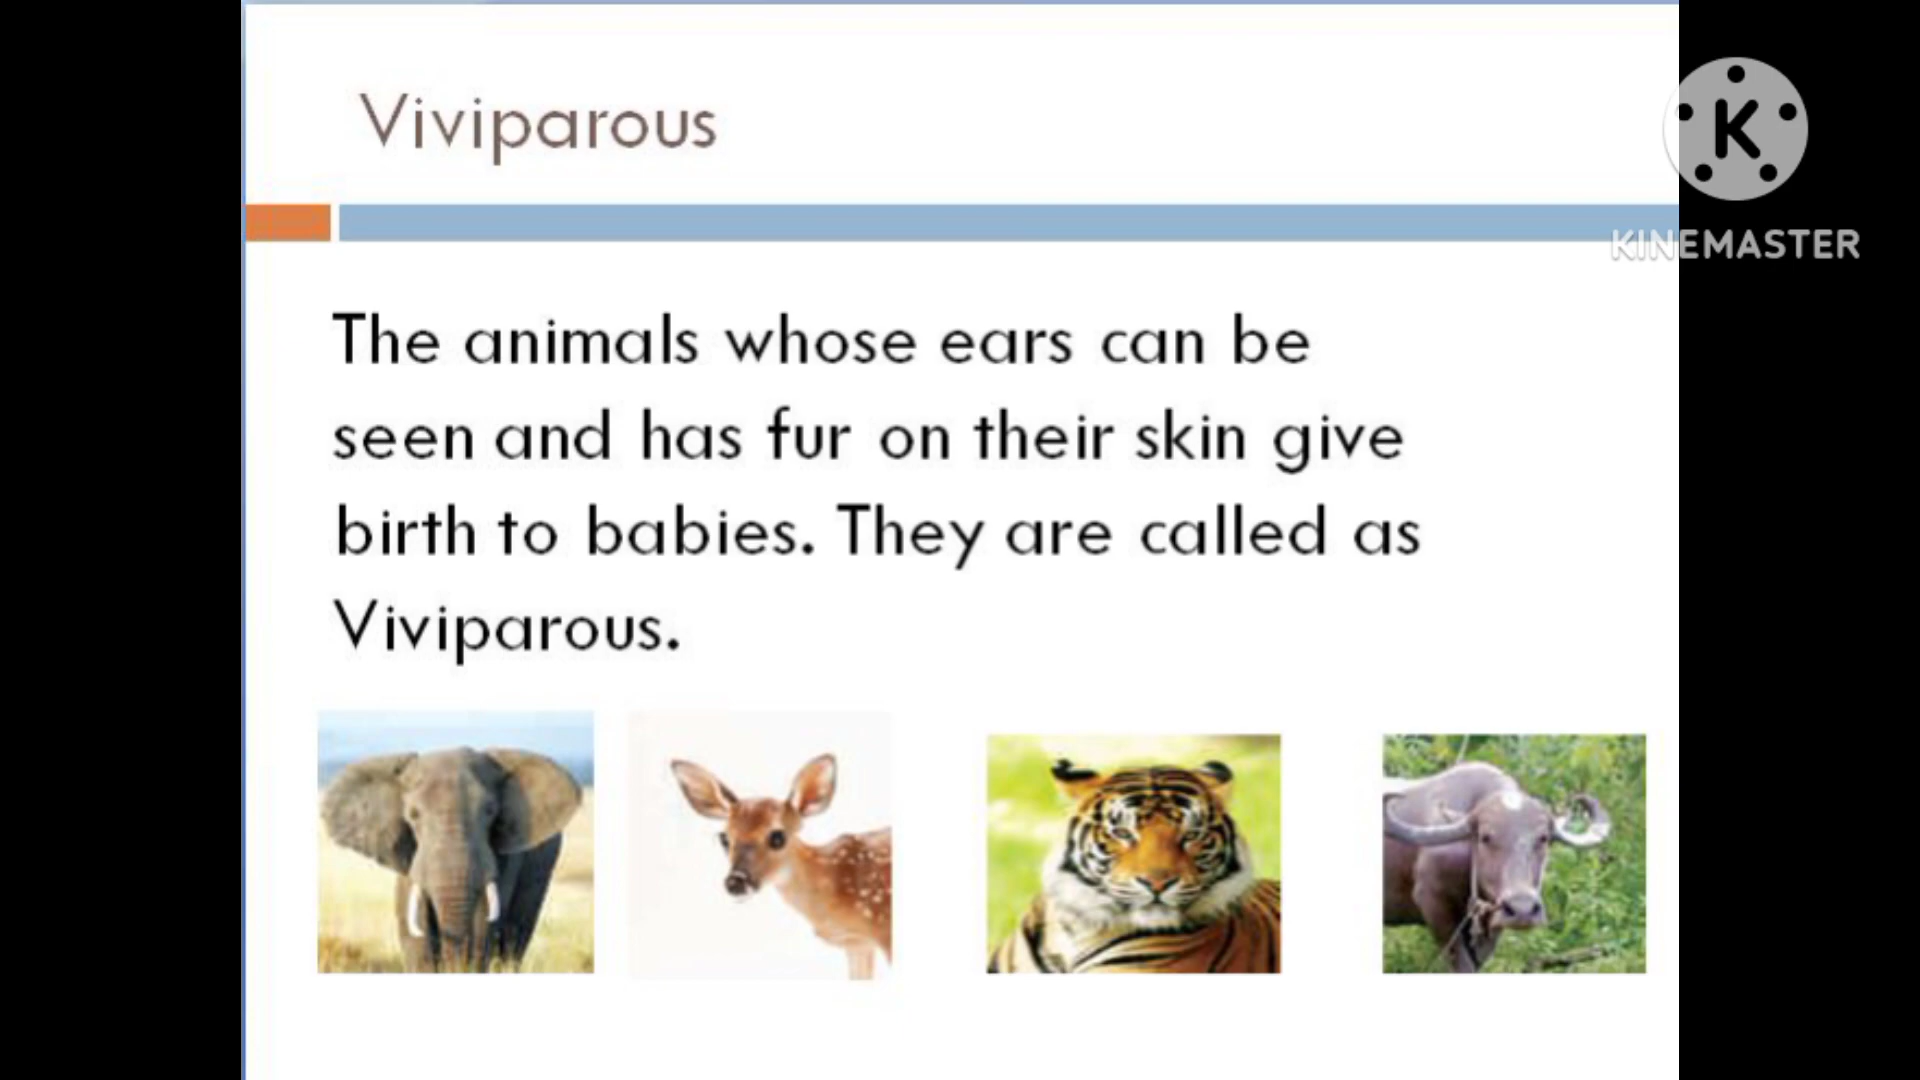 Viviparous
K
KINEMASTER
The animals whose ears can be
seen and has fur on their skin give
birth to babies. They are called as
Viviparous.